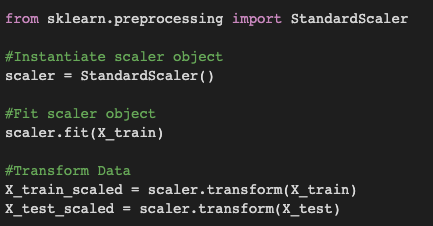 from sklearn.preprocessing import StandardScaler
#Instantiate scaler object
scaler = StandardScaler()
#Fit scaler object
scaler.fit(X_train)
#Transform Data
X_train_scaled = scaler.transform(X_train)
X_test_scaled = scaler.transform(X_test)